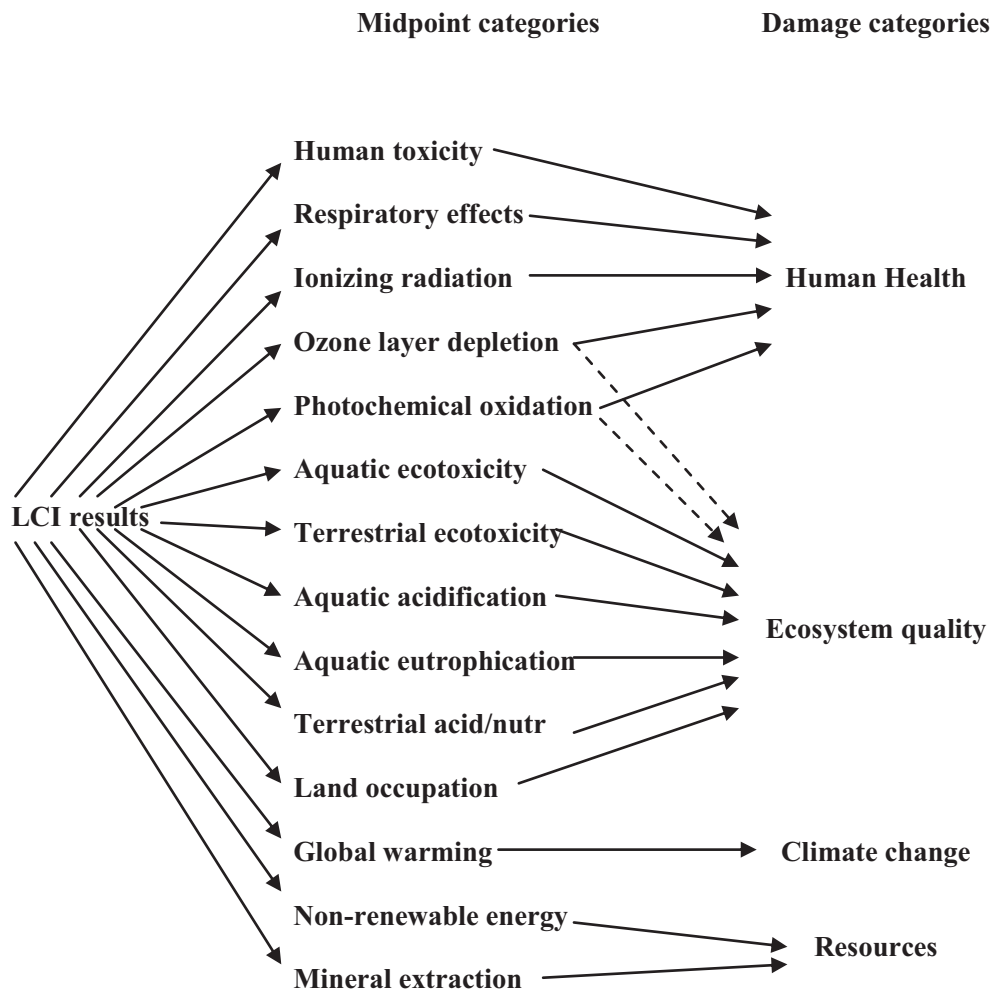 Midpoint categories
Damage categories
Human toxicity
Respiratory effects
Ionizing radiation
Human Health
Ozone layer depletion
Photochemical oxidation
Aquatic ecotoxicity
LCI results
Terrestrial ecotoxicity
Aquatic acidification
Ecosystem quality
Aquatic eutrophication
Terrestrial acid/nutr
Land occupation
Global warming
Climate change
Non-renewable energy
Resources
Mineral extraction